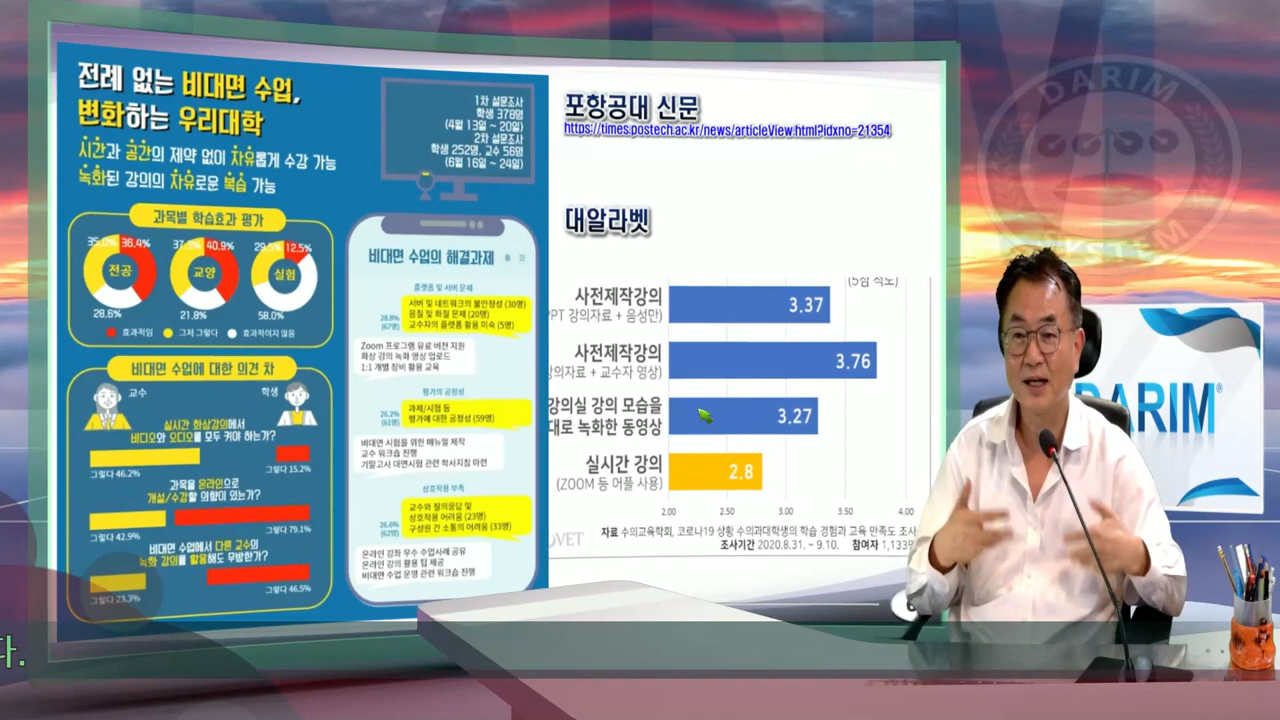 전례 없는 비대면 수업,
변화하는 우리대학
시간과 공간의 제약 없이 자유롭게 수강 가능
녹화된 강의의 자유로운 복습 가능
1차 설문조사
학생 378명
(4월 13일 ~ 20일)
2차 설문조사
학생 252명, 교수 56명
(6월 16일 ~ 24일)
과목별 학습효과 평가
35.0% 36.4%
전공
28.6%
37.3% 40.9%
교양
21.8%
29.5% 12.5%
실험
58.0%
효과적임 그저 그렇다 효과적이지 않음
비대면 수업에 대한 의견 차
교수 학생
실시간 화상강의에서
비디오와 오디오를 모두 켜야 하는가?
그렇다 46.2% 그렇다 15.2%
과목을 온라인으로
개설/수강할 의향이 있는가?
그렇다 42.9% 그렇다 79.1%
비대면 수업에서 다른 교수의
녹화 강의를 활용해도 무방한가?
그렇다 23.3% 그렇다 46.5%
비대면 수업의 해결과제
플랫폼 및 서버 문제
28.8%
(67명)
서버 및 네트워크의 불안정성 (30명)
음질 및 화질 문제 (20명)
교수자의 플랫폼 활용 미숙 (5명)
Zoom 프로그램 유료 버전 지원
화상 강의 녹화 영상 업로드
1:1 개별 장비 활용 교육
평가의 공정성
26.2%
(61명)
과제/시험 등
평가에 대한 공정성 (59명)
비대면 시험을 위한 매뉴얼 제작
교수 워크숍 진행
기말고사 대면시험 관련 학사지침 마련
상호작용 부족
26.6%
(62명)
교수와 질의응답 및
상호작용 어려움 (23명)
구성원 간 소통의 어려움 (33명)
온라인 강좌 우수 수업사례 공유
온라인 강의 활용 팁 제공
비대면 수업 운영 관련 워크숍 진행
포항공대 신문
https://times.postech.ac.kr/news/articleView.html?idxno=21354
대알라벳
(5점 척도)
사전제작강의
PPT 강의자료 + 음성만)
3.37
사전제작강의
강의자료 + 교수자 영상)
3.76
강의실 강의 모습을
대로 녹화한 동영상
3.27
실시간 강의
(ZOOM 등 어플 사용)
2.8
2.00 2.50 3.00 3.50 4.0
자료 수의교육학회, 코로나19 상황 수의과대학생의 학습 경험과 교육 만족도 조사
조사기간 2020.8.31. ~ 9.10. 참여자 1,133명
OVET
DARIM
DARIM®
다.